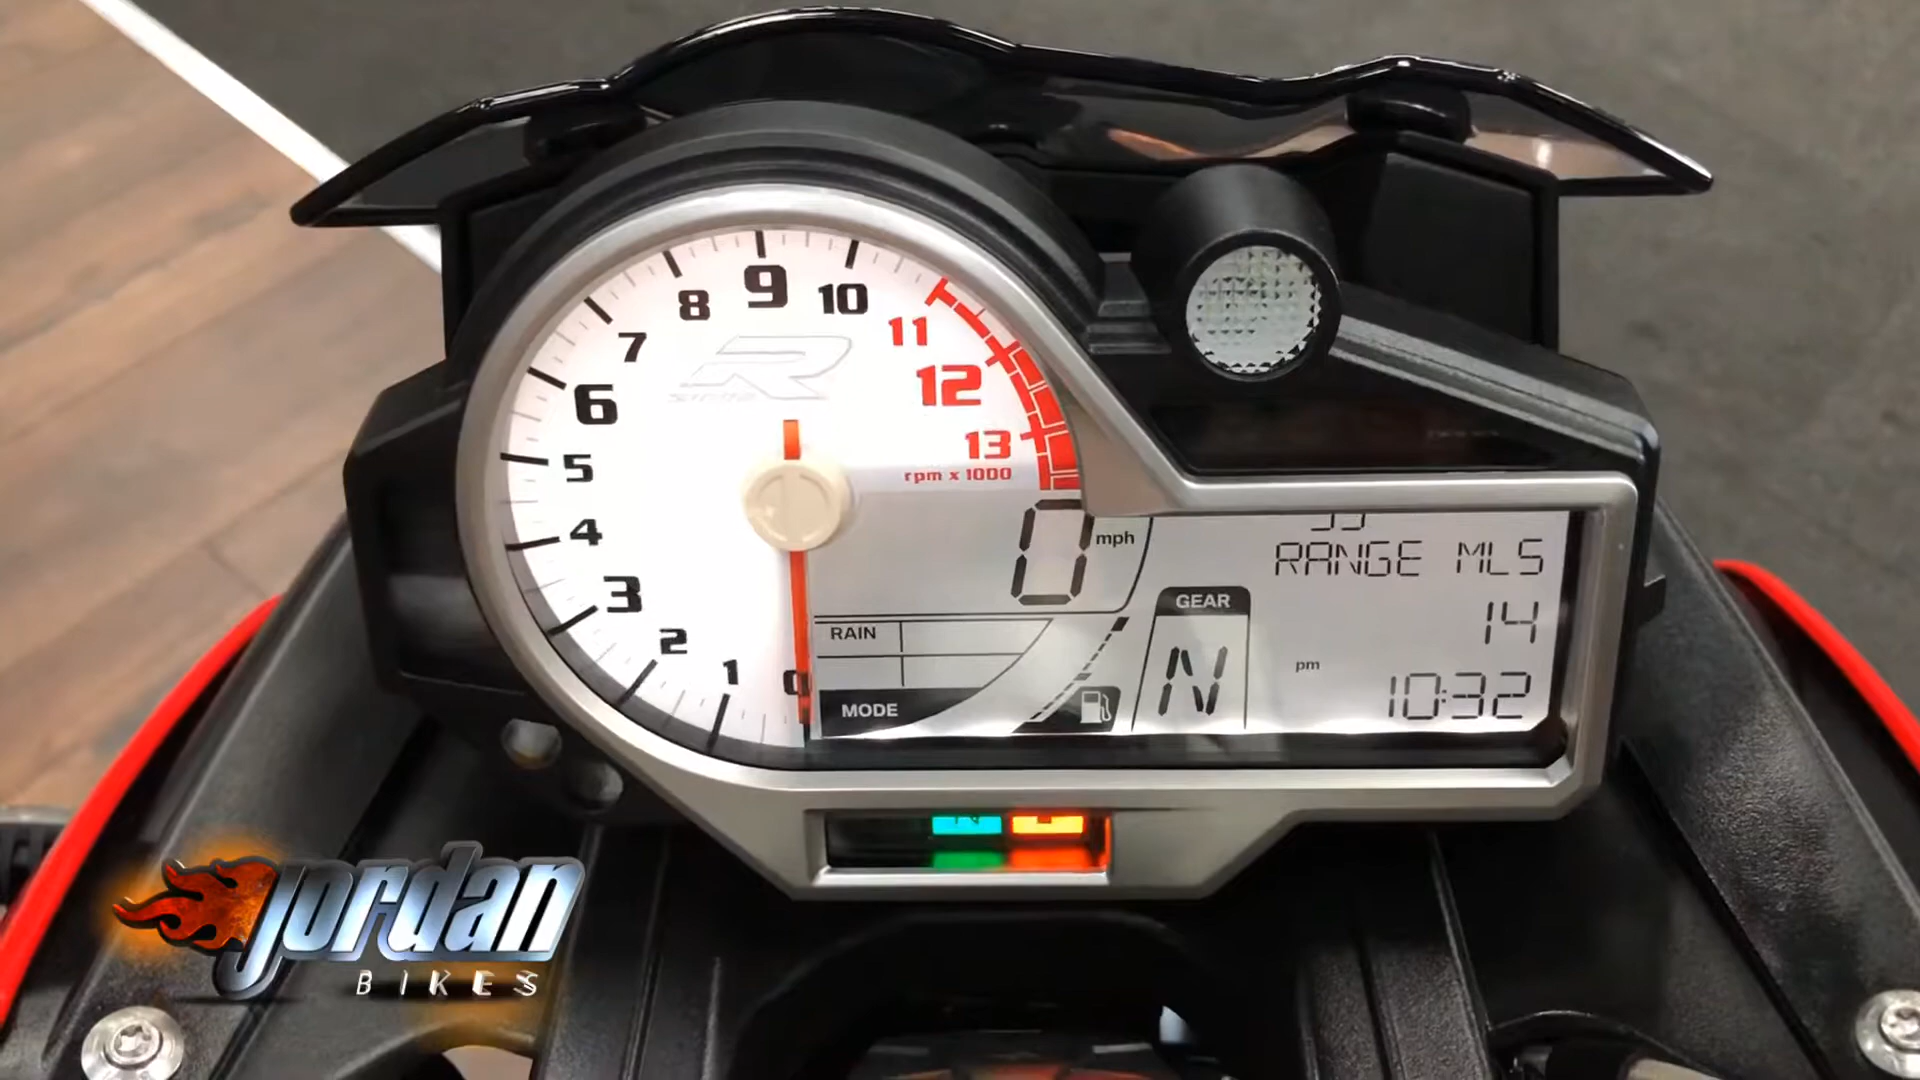 0
1
2
3
4
5
6
7
8
9
10
11
12
13
rpm x 1000
R
0 mph
RANGE MLS
14
pm
10:32
GEAR
N
RAIN
MODE
N
jordan
BIKES